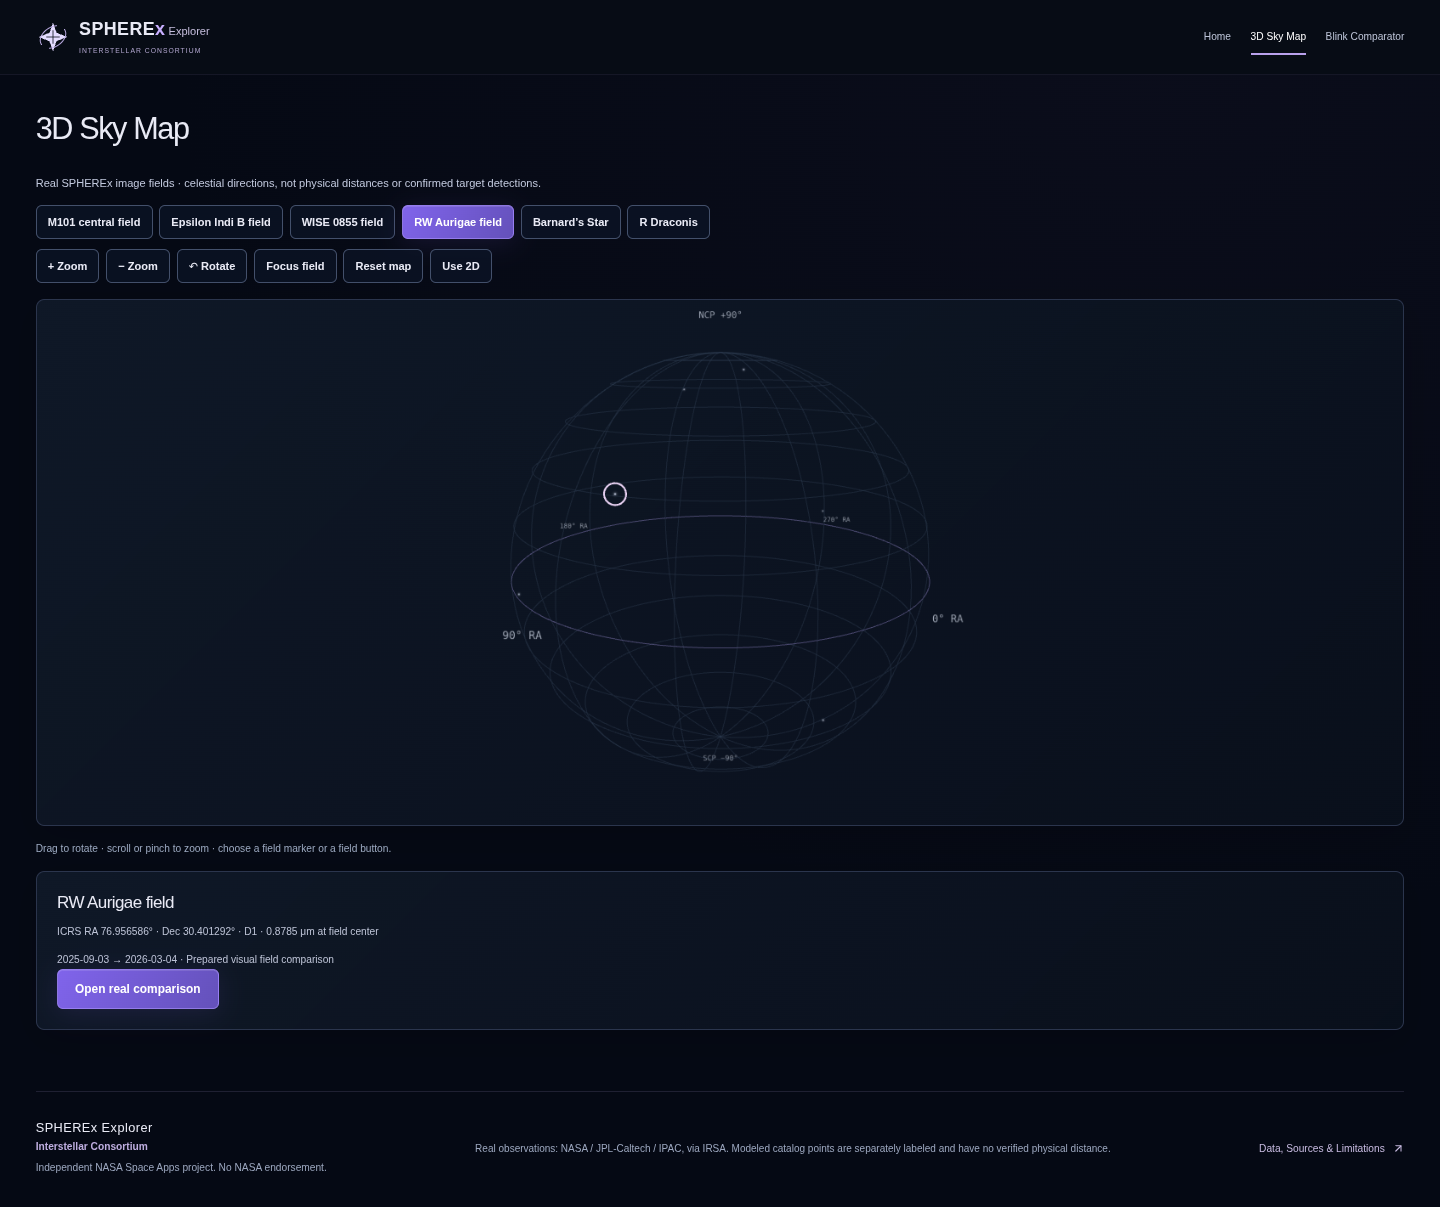 SPHEREx Explorer
INTERSTELLAR CONSORTIUM
Home 3D Sky Map Blink Comparator
3D Sky Map
Real SPHEREx image fields · celestial directions, not physical distances or confirmed target detections.
M101 central field Epsilon Indi B field WISE 0855 field RW Aurigae field Barnard’s Star R Draconis
+ Zoom − Zoom ↶ Rotate Focus field Reset map Use 2D
NCP +90°
180° RA
270° RA
0° RA
90° RA
SCP −90°
Drag to rotate · scroll or pinch to zoom · choose a field marker or a field button.
RW Aurigae field
ICRS RA 76.956586° · Dec 30.401292° · D1 · 0.8785 μm at field center
2025-09-03 → 2026-03-04 · Prepared visual field comparison
Open real comparison
SPHEREx Explorer
Interstellar Consortium
Independent NASA Space Apps project. No NASA endorsement.
Real observations: NASA / JPL-Caltech / IPAC, via IRSA. Modeled catalog points are separately labeled and have no verified physical distance.
Data, Sources & Limitations